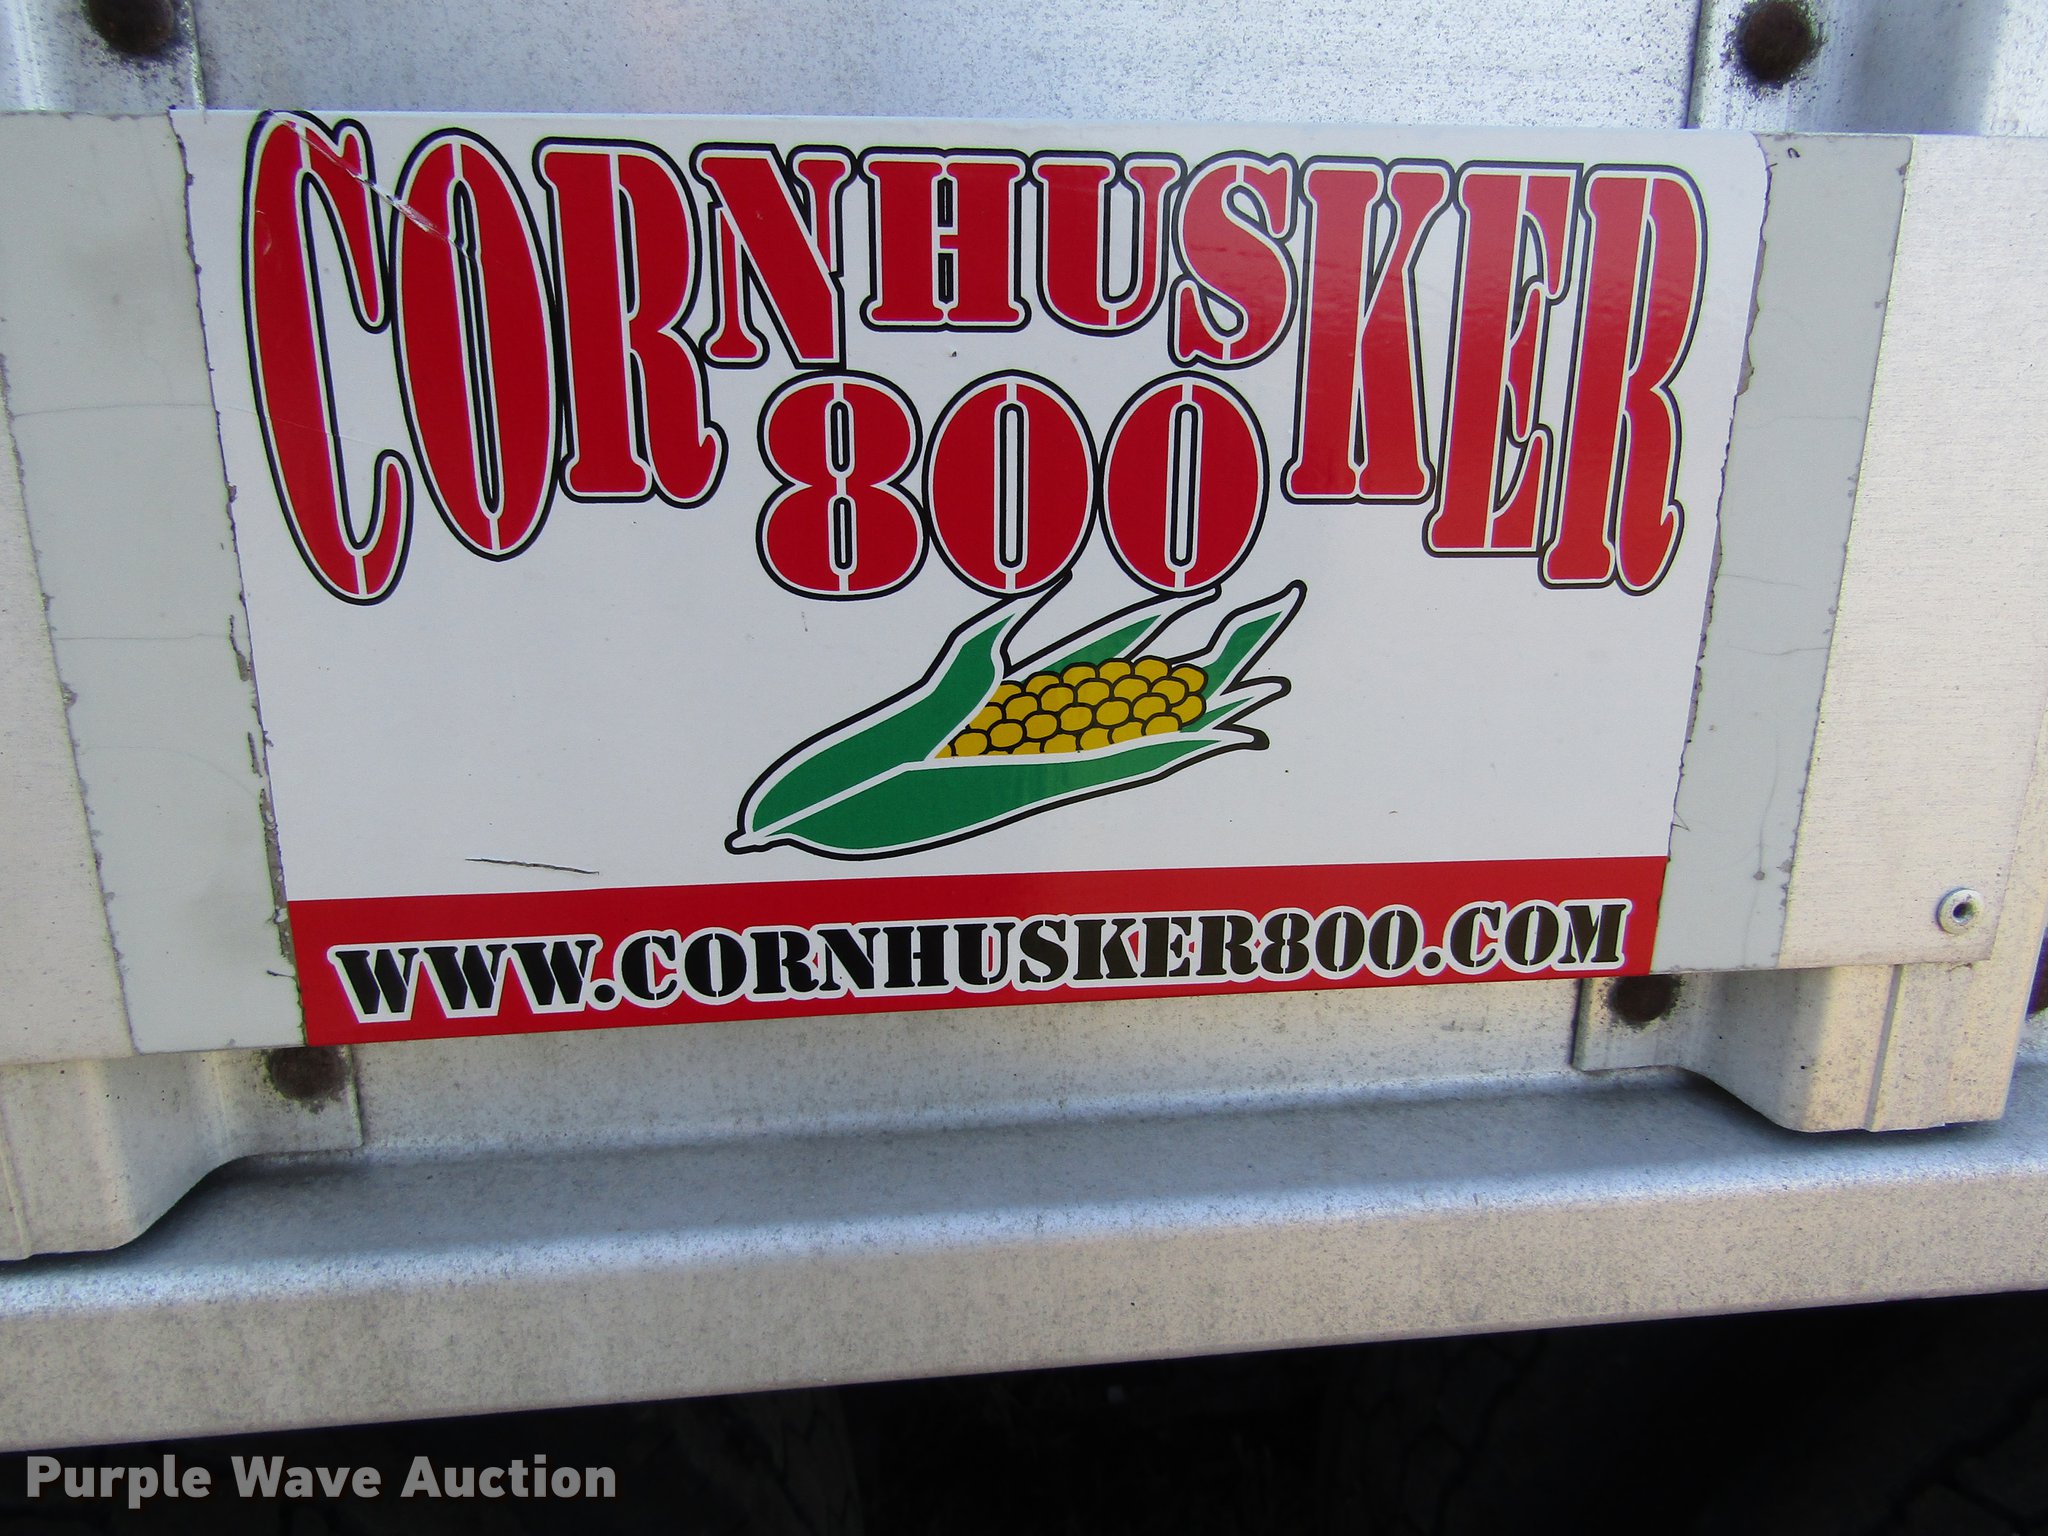 CORNHUSKER
800
WWW.CORNHUSKER800.COM
Purple Wave Auction